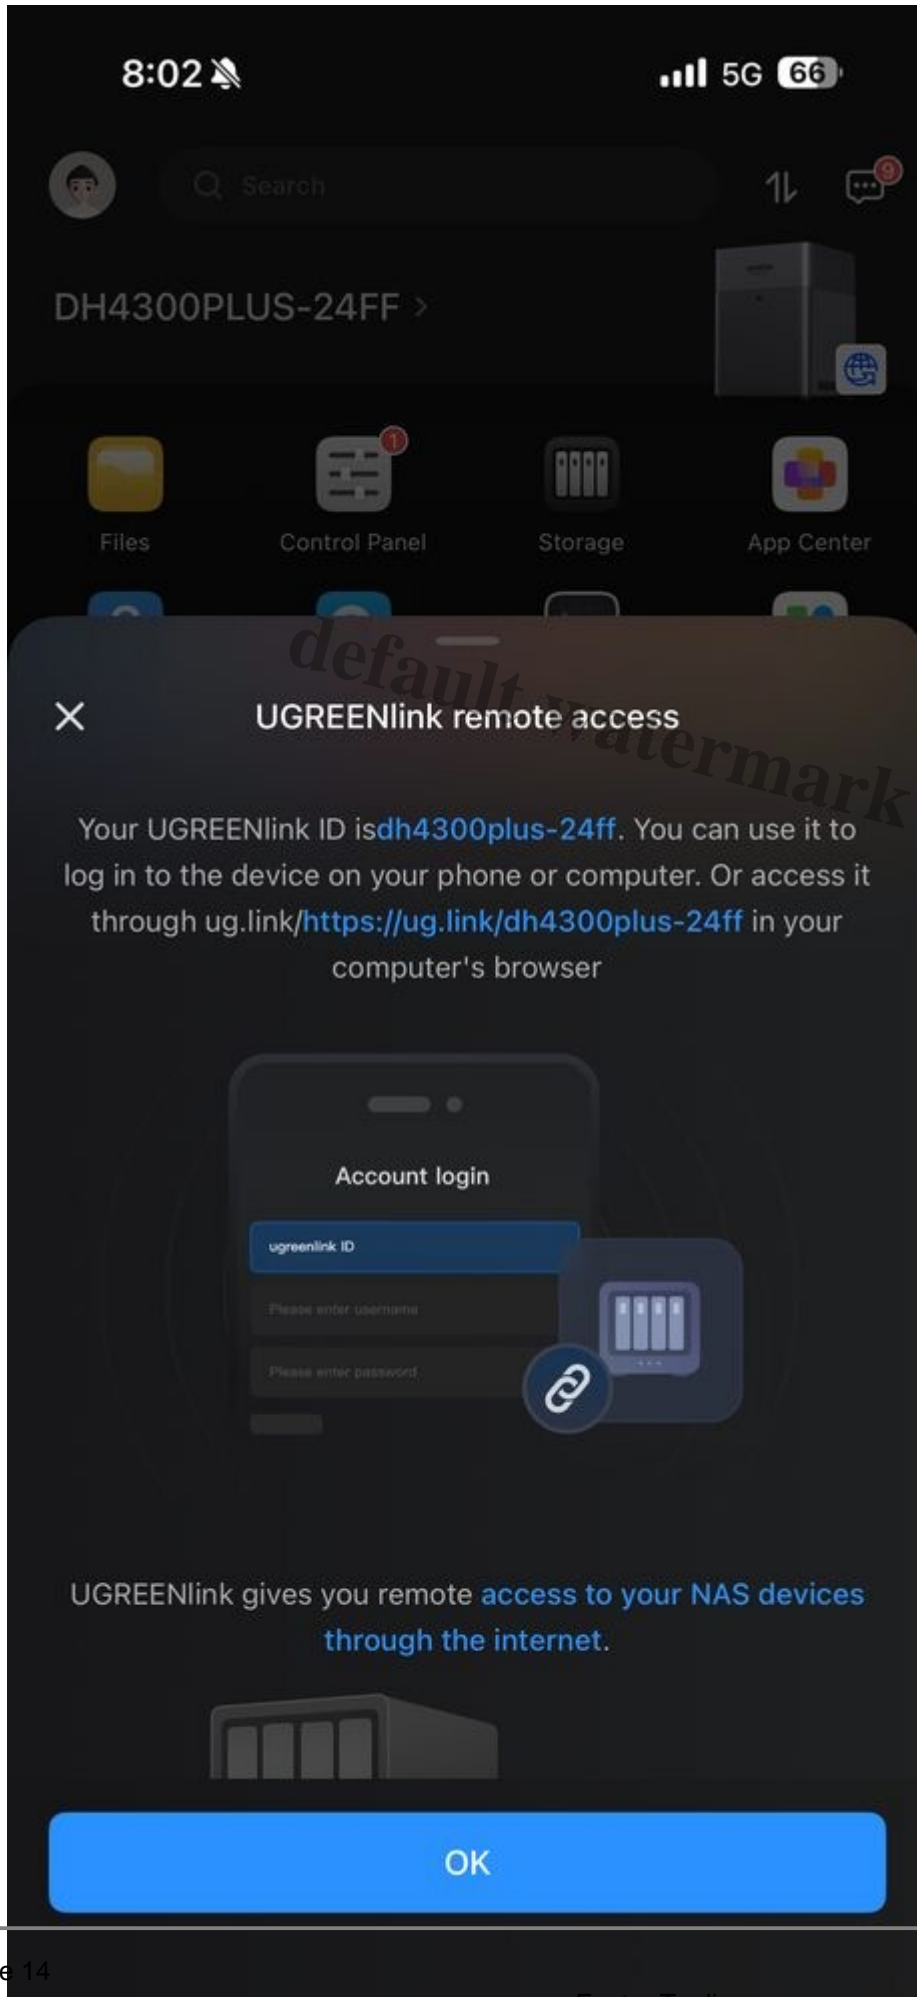 8:02
5G 66
Search
9
DH4300PLUS-24FF >
1
Files
Control Panel
Storage
App Center
default watermark
UGREENlink remote access
Your UGREENlink ID isdh4300plus-24ff. You can use it to
log in to the device on your phone or computer. Or access it
through ug.link/https://ug.link/dh4300plus-24ff in your
computer's browser
Account login
ugreenlink ID
Please enter username
Please enter password
UGREENlink gives you remote access to your NAS devices
through the internet.
OK
e 14